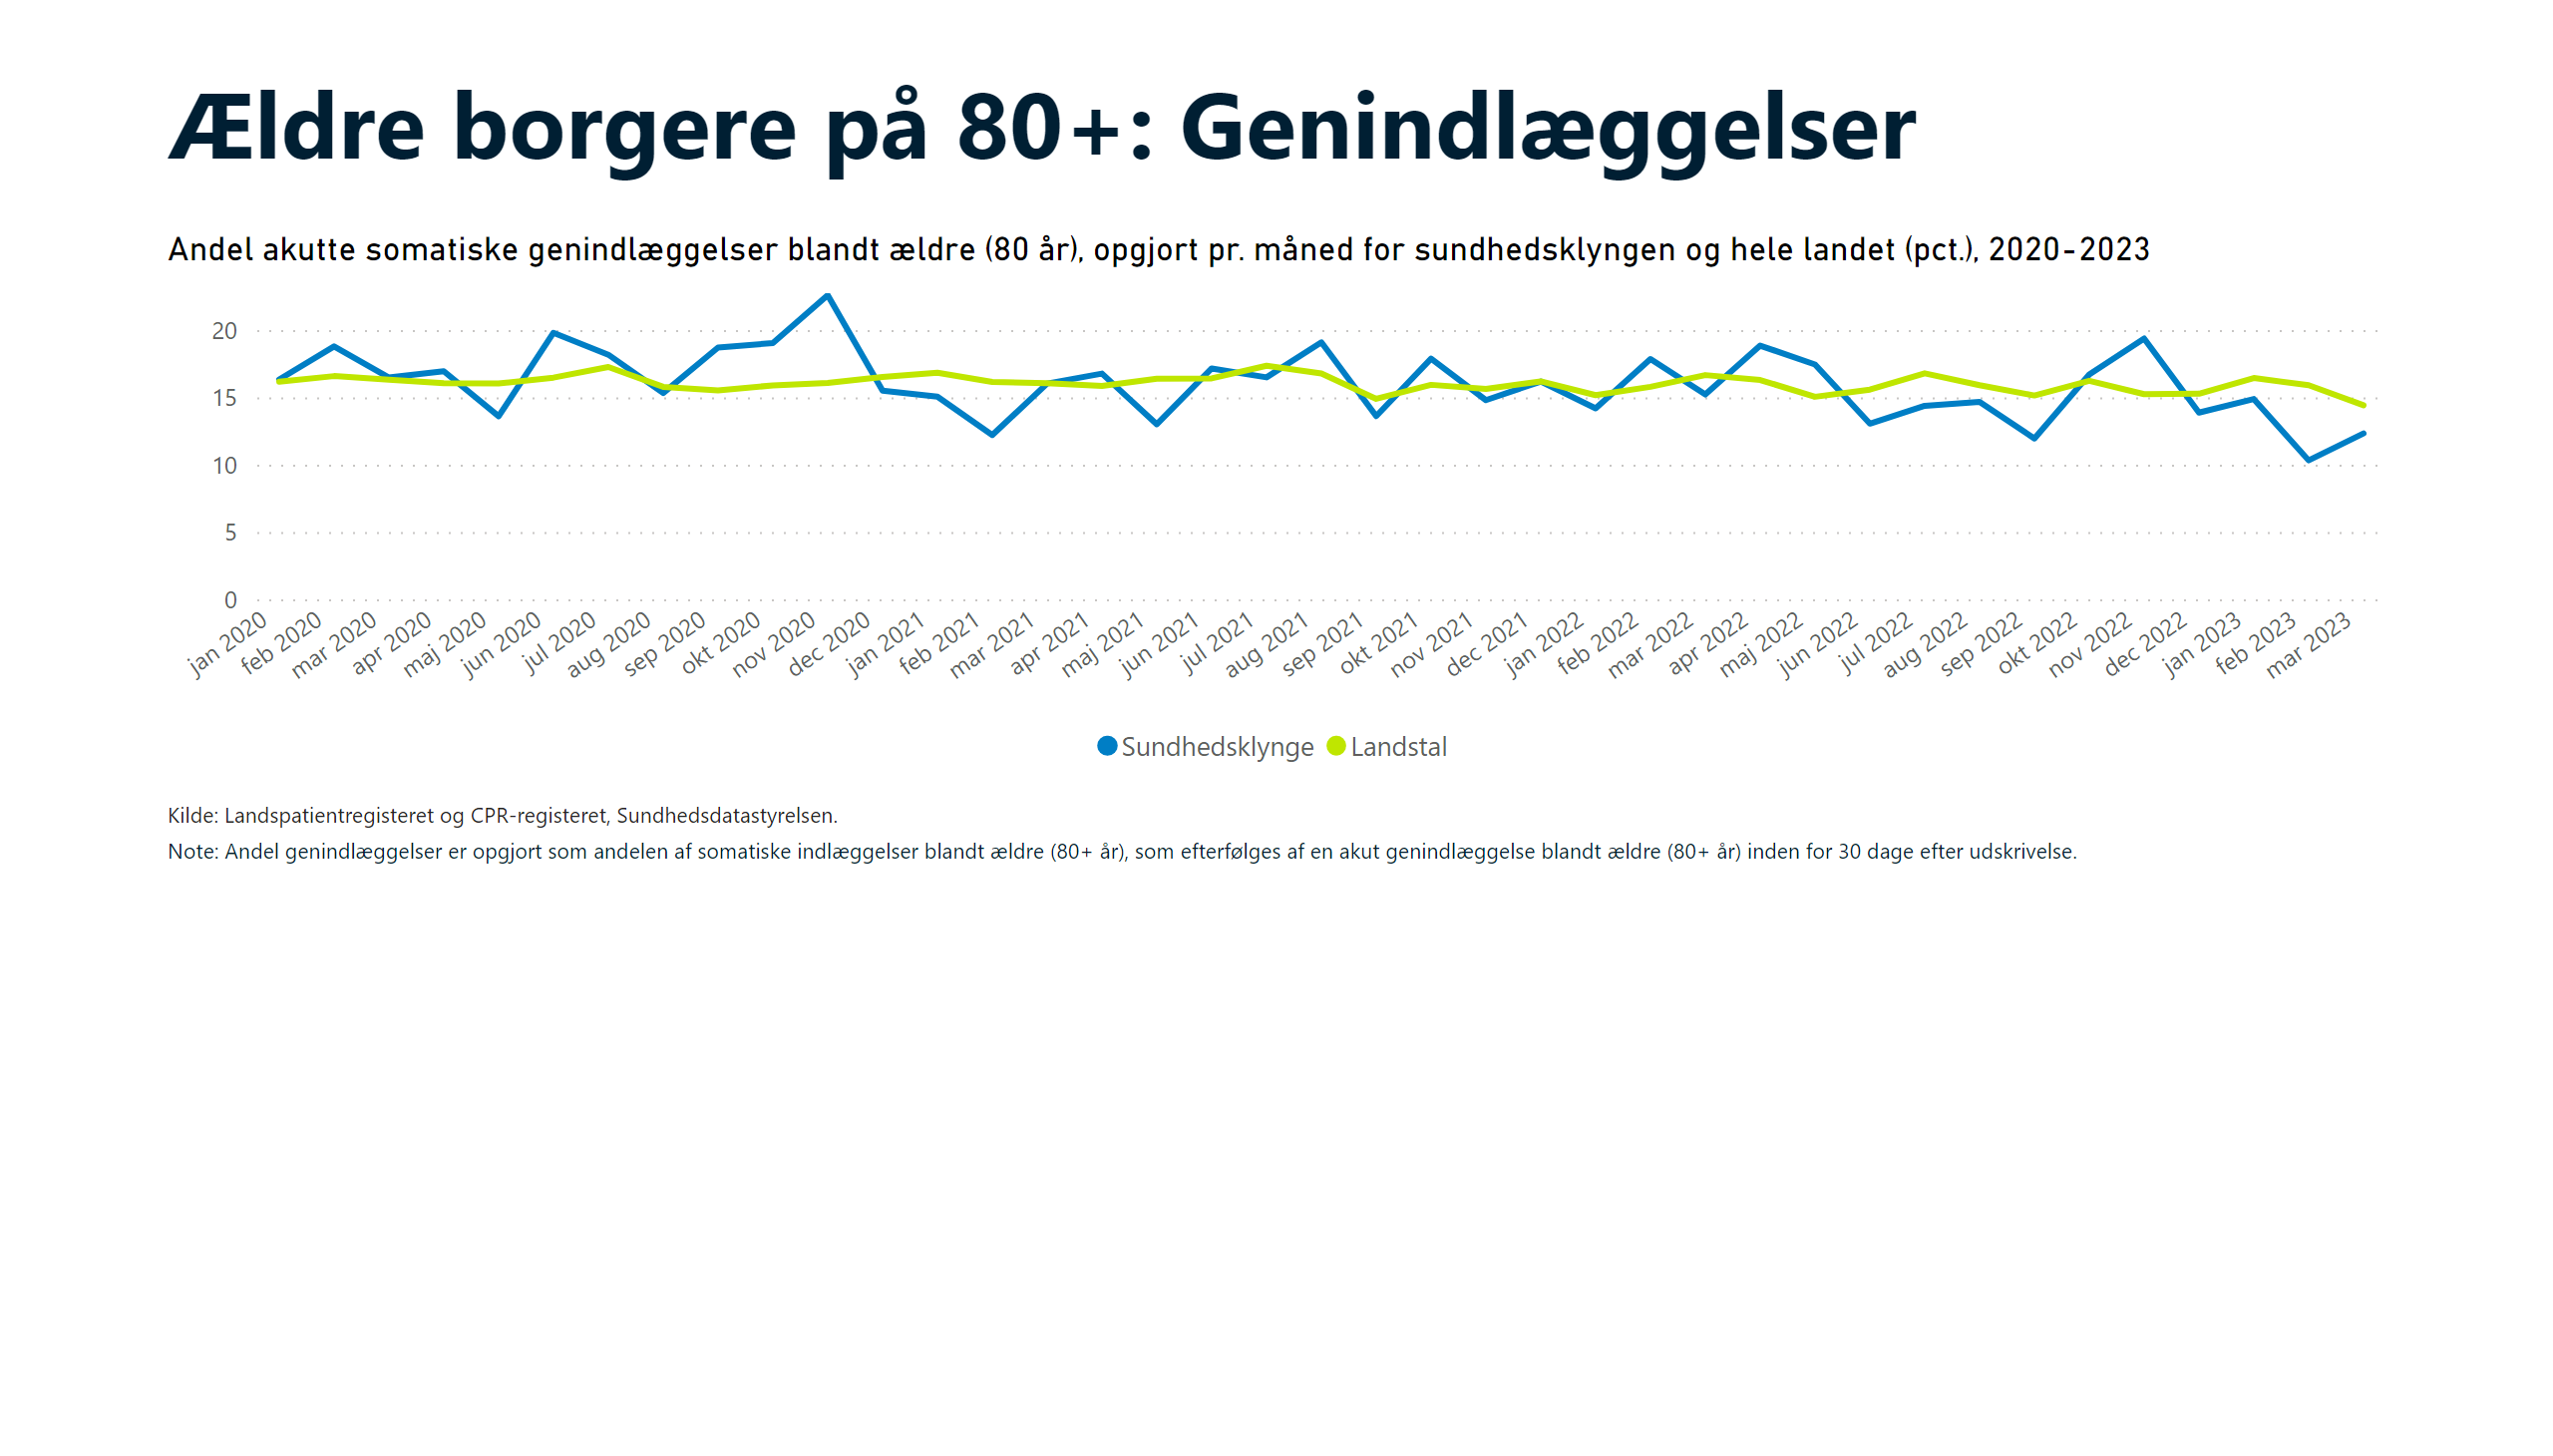 Ældre borgere på 80+: Genindlæggelser
Andel akutte somatiske genindlæggelser blandt ældre (80 år), opgjort pr. måned for sundhedsklyngen og hele landet (pct.), 2020-2023
20
15
10
5
0
jan 2020
feb 2020
mar 2020
apr 2020
maj 2020
jun 2020
jul 2020
aug 2020
sep 2020
okt 2020
nov 2020
dec 2020
jan 2021
feb 2021
mar 2021
apr 2021
maj 2021
jun 2021
jul 2021
aug 2021
sep 2021
okt 2021
nov 2021
dec 2021
jan 2022
feb 2022
mar 2022
apr 2022
maj 2022
jun 2022
jul 2022
aug 2022
sep 2022
okt 2022
nov 2022
dec 2022
jan 2023
feb 2023
mar 2023
Sundhedsklynge Landstal
Kilde: Landspatientregisteret og CPR-registeret, Sundhedsdatastyrelsen.
Note: Andel genindlæggelser er opgjort som andelen af somatiske indlæggelser blandt ældre (80+ år), som efterfølges af en akut genindlæggelse blandt ældre (80+ år) inden for 30 dage efter udskrivelse.